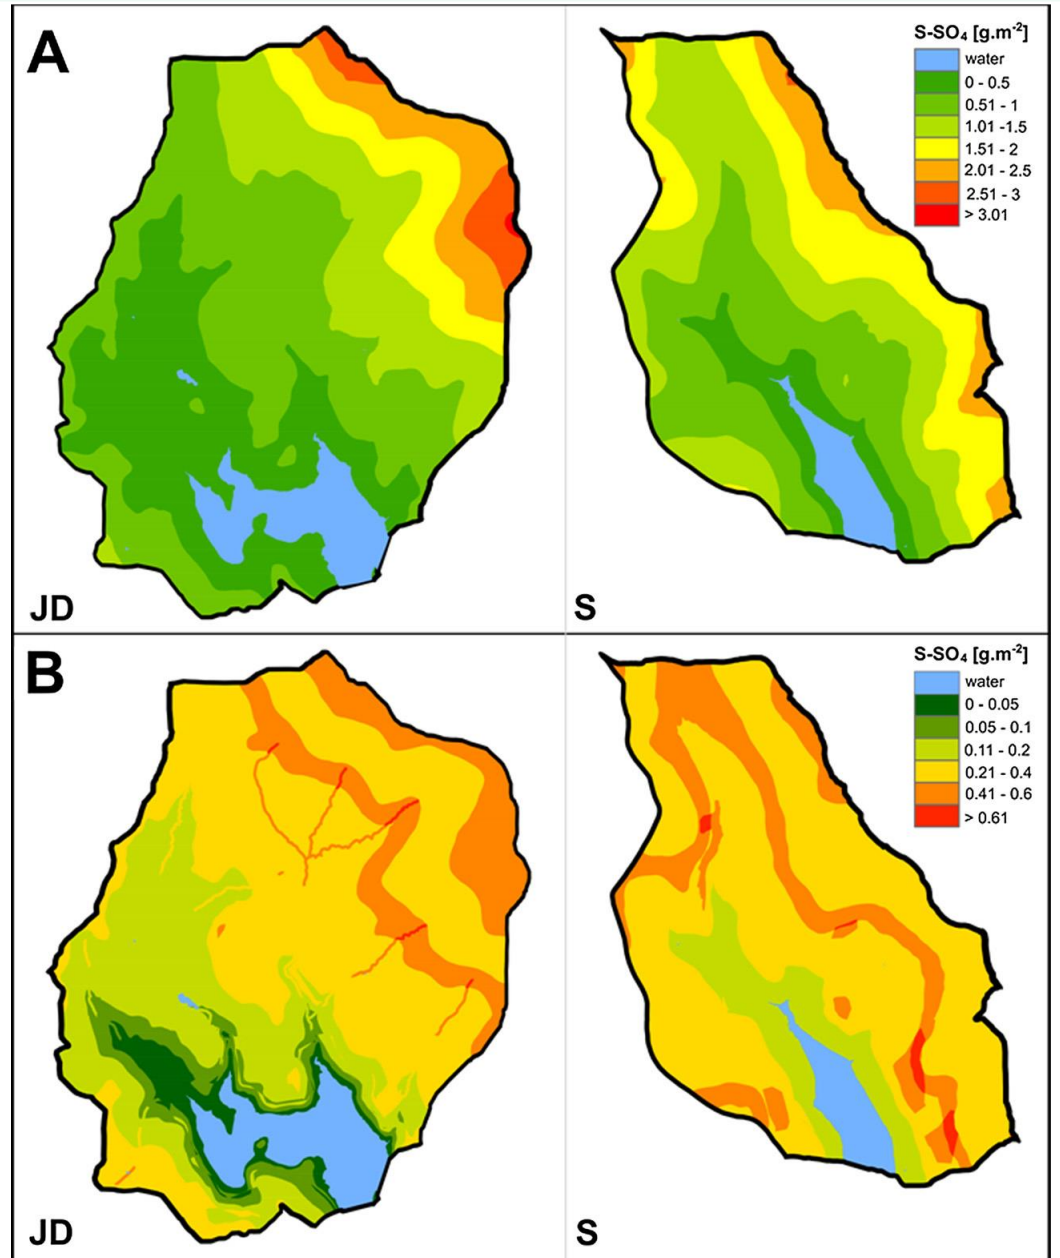 A
S-SO₄ [g.m⁻²]
water
0 - 0.5
0.51 - 1
1.01 -1.5
1.51 - 2
2.01 - 2.5
2.51 - 3
> 3.01
JD
S
B
S-SO₄ [g.m⁻²]
water
0 - 0.05
0.05 - 0.1
0.11 - 0.2
0.21 - 0.4
0.41 - 0.6
> 0.61
JD
S